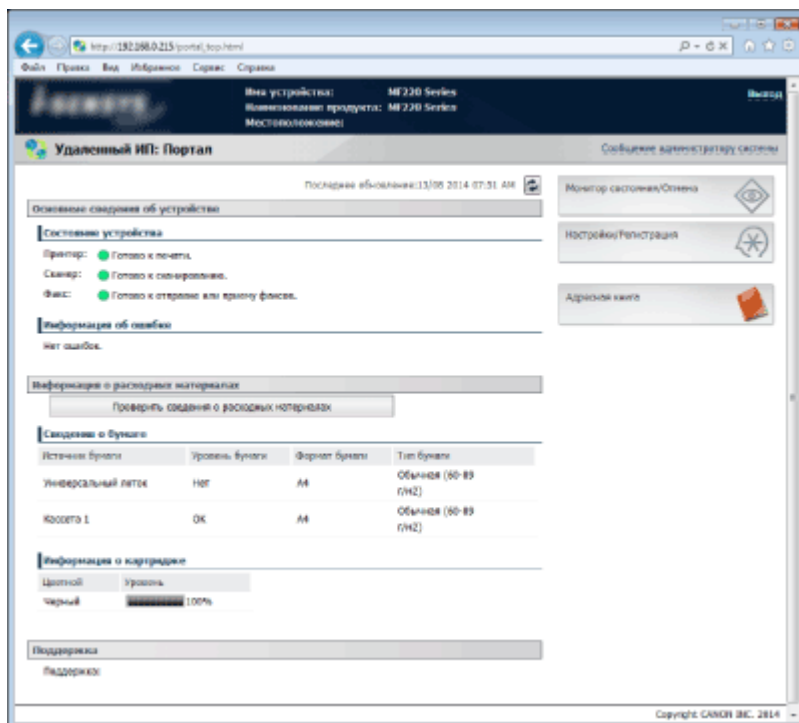 http://192.168.0.215/portal_top.html
Файл Правка Вид Избранное Сервис Справка
Имя устройства: MF220 Series
Наименование продукта: MF220 Series
Местоположение:
Выход
Удаленный ИП: Портал
Сообщение администратору системы
Последнее обновление:13/08 2014 07:51 AM
Основные сведения об устройстве
Состояние устройства
Принтер: Готово к печати.
Сканер: Готово к сканированию.
Факс: Готово к отправке или приему факсов.
Информация об ошибке
Нет ошибок.
Информация о расходных материалах
Проверить сведения о расходных материалах
Сведения о бумаге
Источник бумаги Уровень бумаги Формат бумаги Тип бумаги
Универсальный лоток Нет A4 Обычная (60-89
г/м2)
Кассета 1 OK A4 Обычная (60-89
г/м2)
Информация о картридже
Цветной Уровень
Черный 100%
Поддержка
Поддержка:
Монитор состояния/Отмена
Настройки/Регистрация
Адресная книга
Copyright CANON INC. 2014